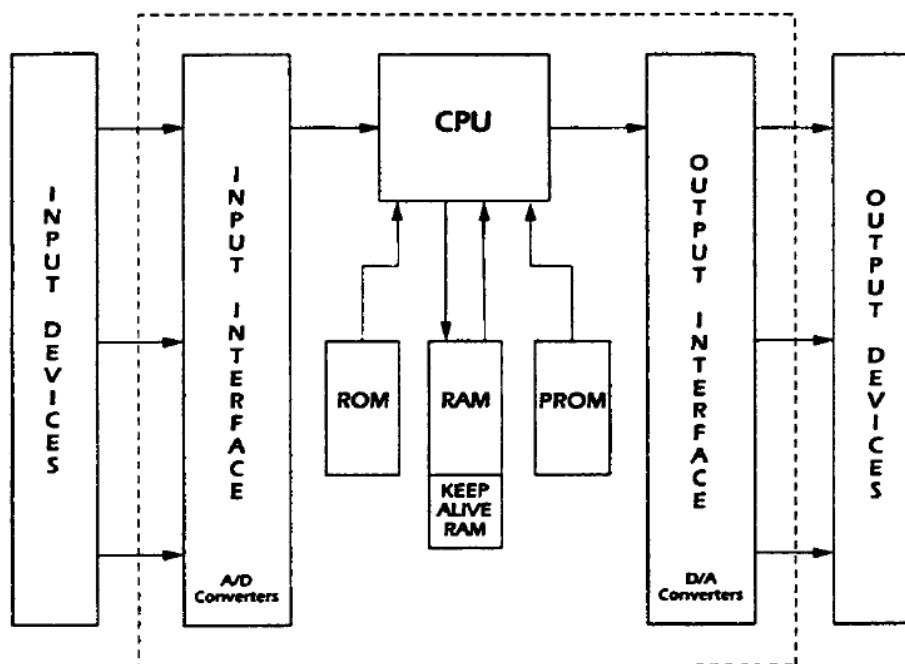 INPUT DEVICES
INPUT INTERFACE
A/D
Converters
CPU
ROM
RAM
KEEP
ALIVE
RAM
PROM
OUTPUT INTERFACE
D/A
Converters
OUTPUT DEVICES